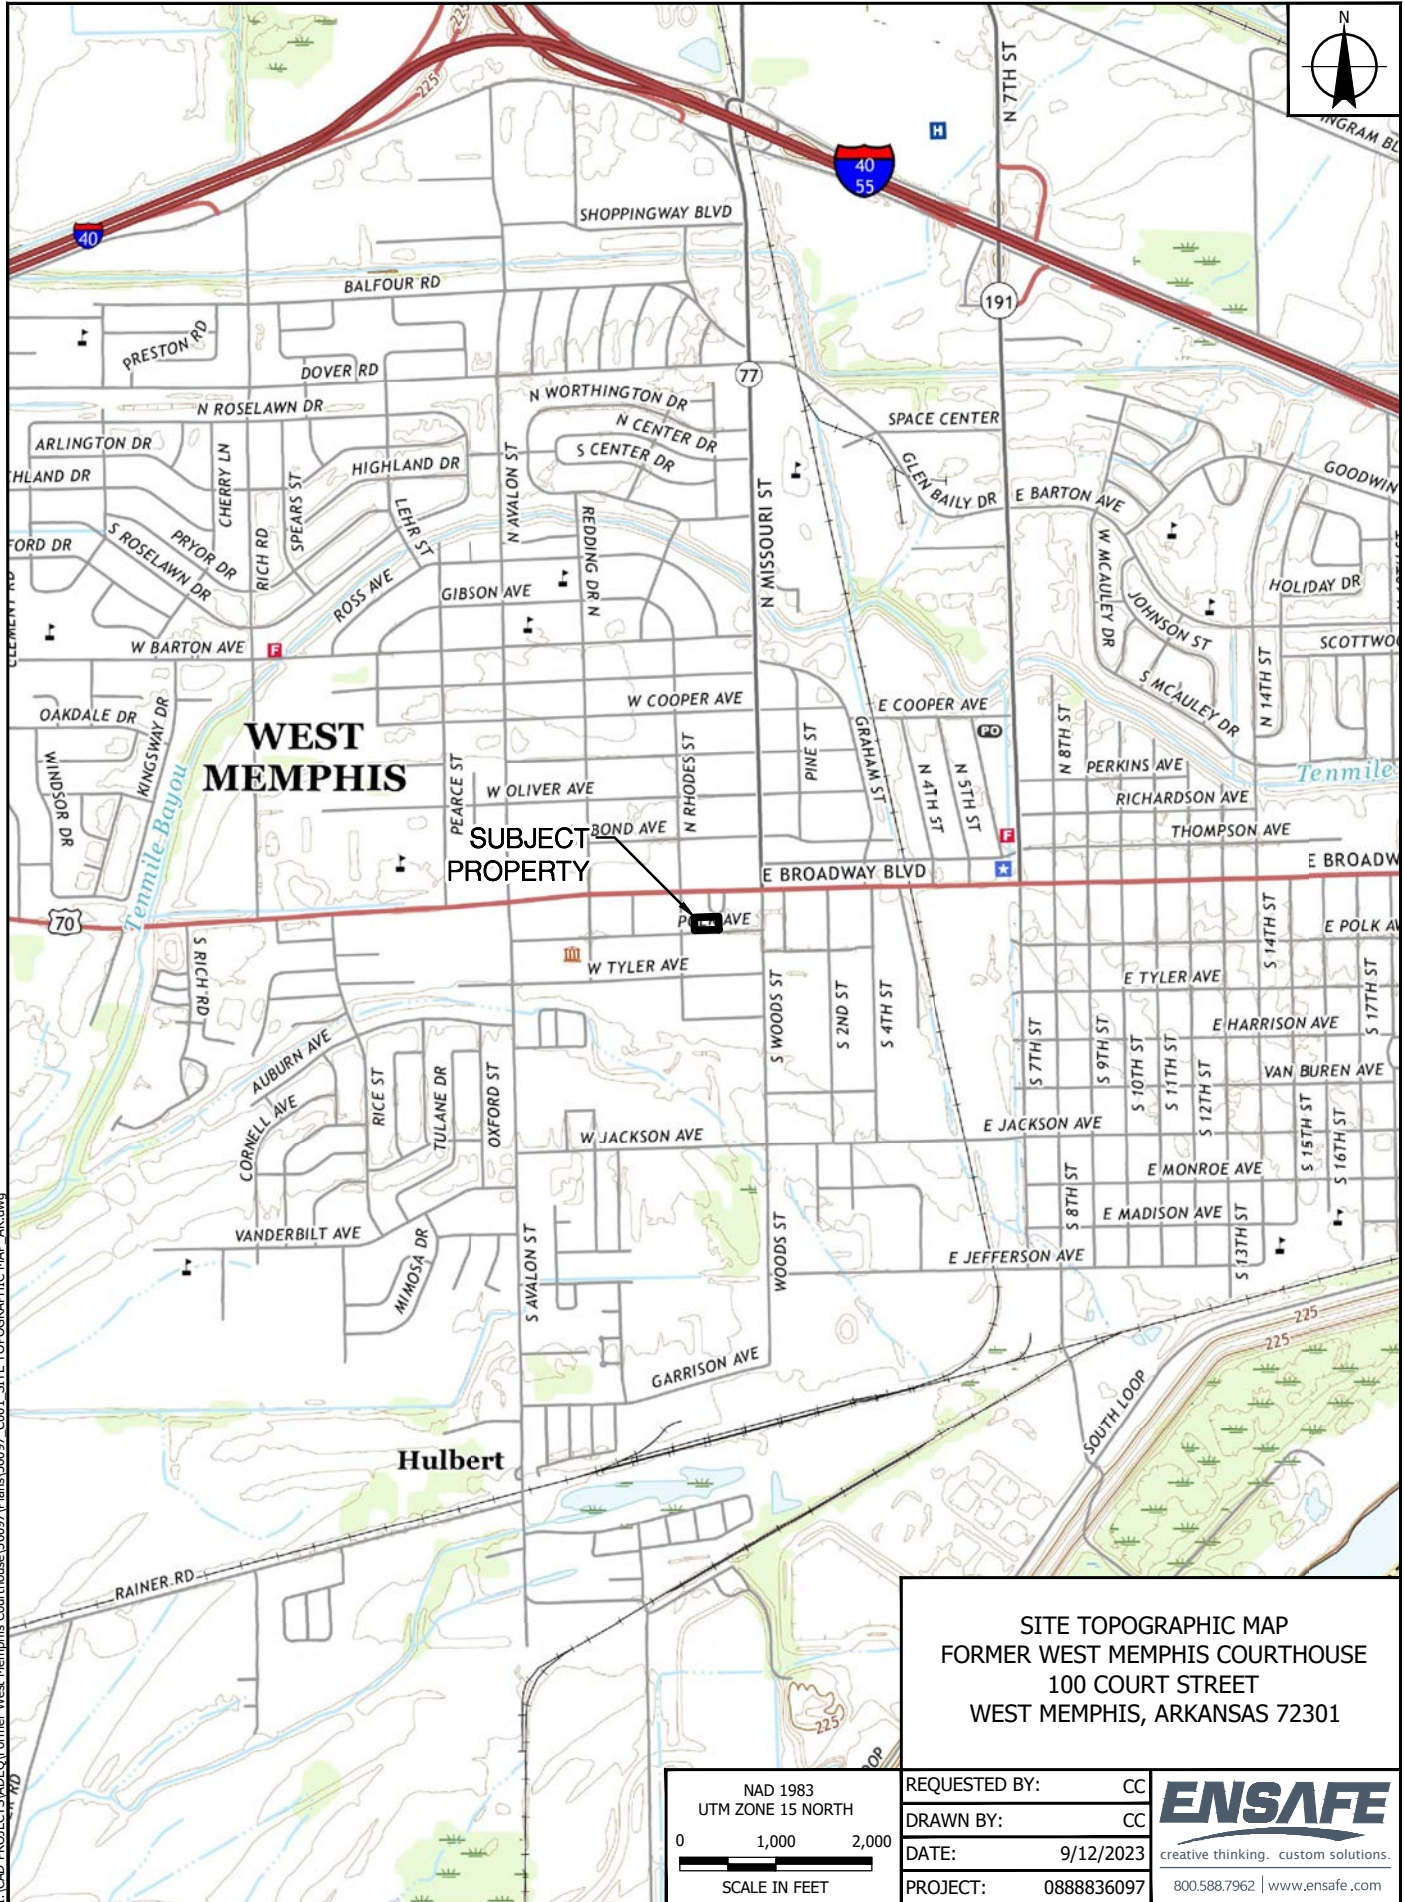 N
225
N 7TH ST
INGRAM BL
H
40
55
40
SHOPPINGWAY BLVD
BALFOUR RD
191
PRESTON RD
DOVER RD
77
N WORTHINGTON DR
N ROSELAWN DR
N CENTER DR
SPACE CENTER
ARLINGTON DR
S CENTER DR
HIGHLAND DR
CHERRY LN
SPEARS ST
N AVALON ST
GLEN BAILY DR
GOODWIN
HLAND DR
E BARTON AVE
LEHR ST
REDDING DR N
N MISSOURI ST
FORD DR
S ROSELAWN DR
PRYOR DR
RICH RD
W MCAULEY DR
ROSS AVE
GIBSON AVE
HOLIDAY DR
JOHNSON ST
CLEMENT RD
W BARTON AVE
F
SCOTTWO
N 14TH ST
S MCAULEY DR
W COOPER AVE
E COOPER AVE
OAKDALE DR
KINGSWAY DR
WEST
MEMPHIS
PO
GRAHAM ST
PINE ST
N 8TH ST
N RHODES ST
WINDSOR DR
PEARCE ST
PERKINS AVE
Tenmile
N 4TH ST
N 5TH ST
W OLIVER AVE
RICHARDSON AVE
Tenmile Bayou
BOND AVE
THOMPSON AVE
F
SUBJECT
PROPERTY
E BROADWAY BLVD
E BROADW
70
POLK AVE
S 14TH ST
E POLK AV
W TYLER AVE
S RICH RD
E TYLER AVE
S WOODS ST
S 2ND ST
S 4TH ST
S 17TH ST
E HARRISON AVE
S 7TH ST
S 9TH ST
S 10TH ST
S 11TH ST
S 12TH ST
VAN BUREN AVE
AUBURN AVE
RICE ST
TULANE DR
OXFORD ST
CORNELL AVE
W JACKSON AVE
E JACKSON AVE
S 15TH ST
S 16TH ST
E MONROE AVE
S 8TH ST
E MADISON AVE
VANDERBILT AVE
S AVALON ST
WOODS ST
S 13TH ST
E JEFFERSON AVE
MIMOSA DR
225
225
GARRISON AVE
SOUTH LOOP
Hulbert
RAINER RD
225
OOP
RD
SITE TOPOGRAPHIC MAP
FORMER WEST MEMPHIS COURTHOUSE
100 COURT STREET
WEST MEMPHIS, ARKANSAS 72301
NAD 1983
UTM ZONE 15 NORTH
0 1,000 2,000
SCALE IN FEET
REQUESTED BY: CC
DRAWN BY: CC
DATE: 9/12/2023
PROJECT: 0888836097
ENSAFE
creative thinking. custom solutions.
800.588.7962 | www.ensafe.com